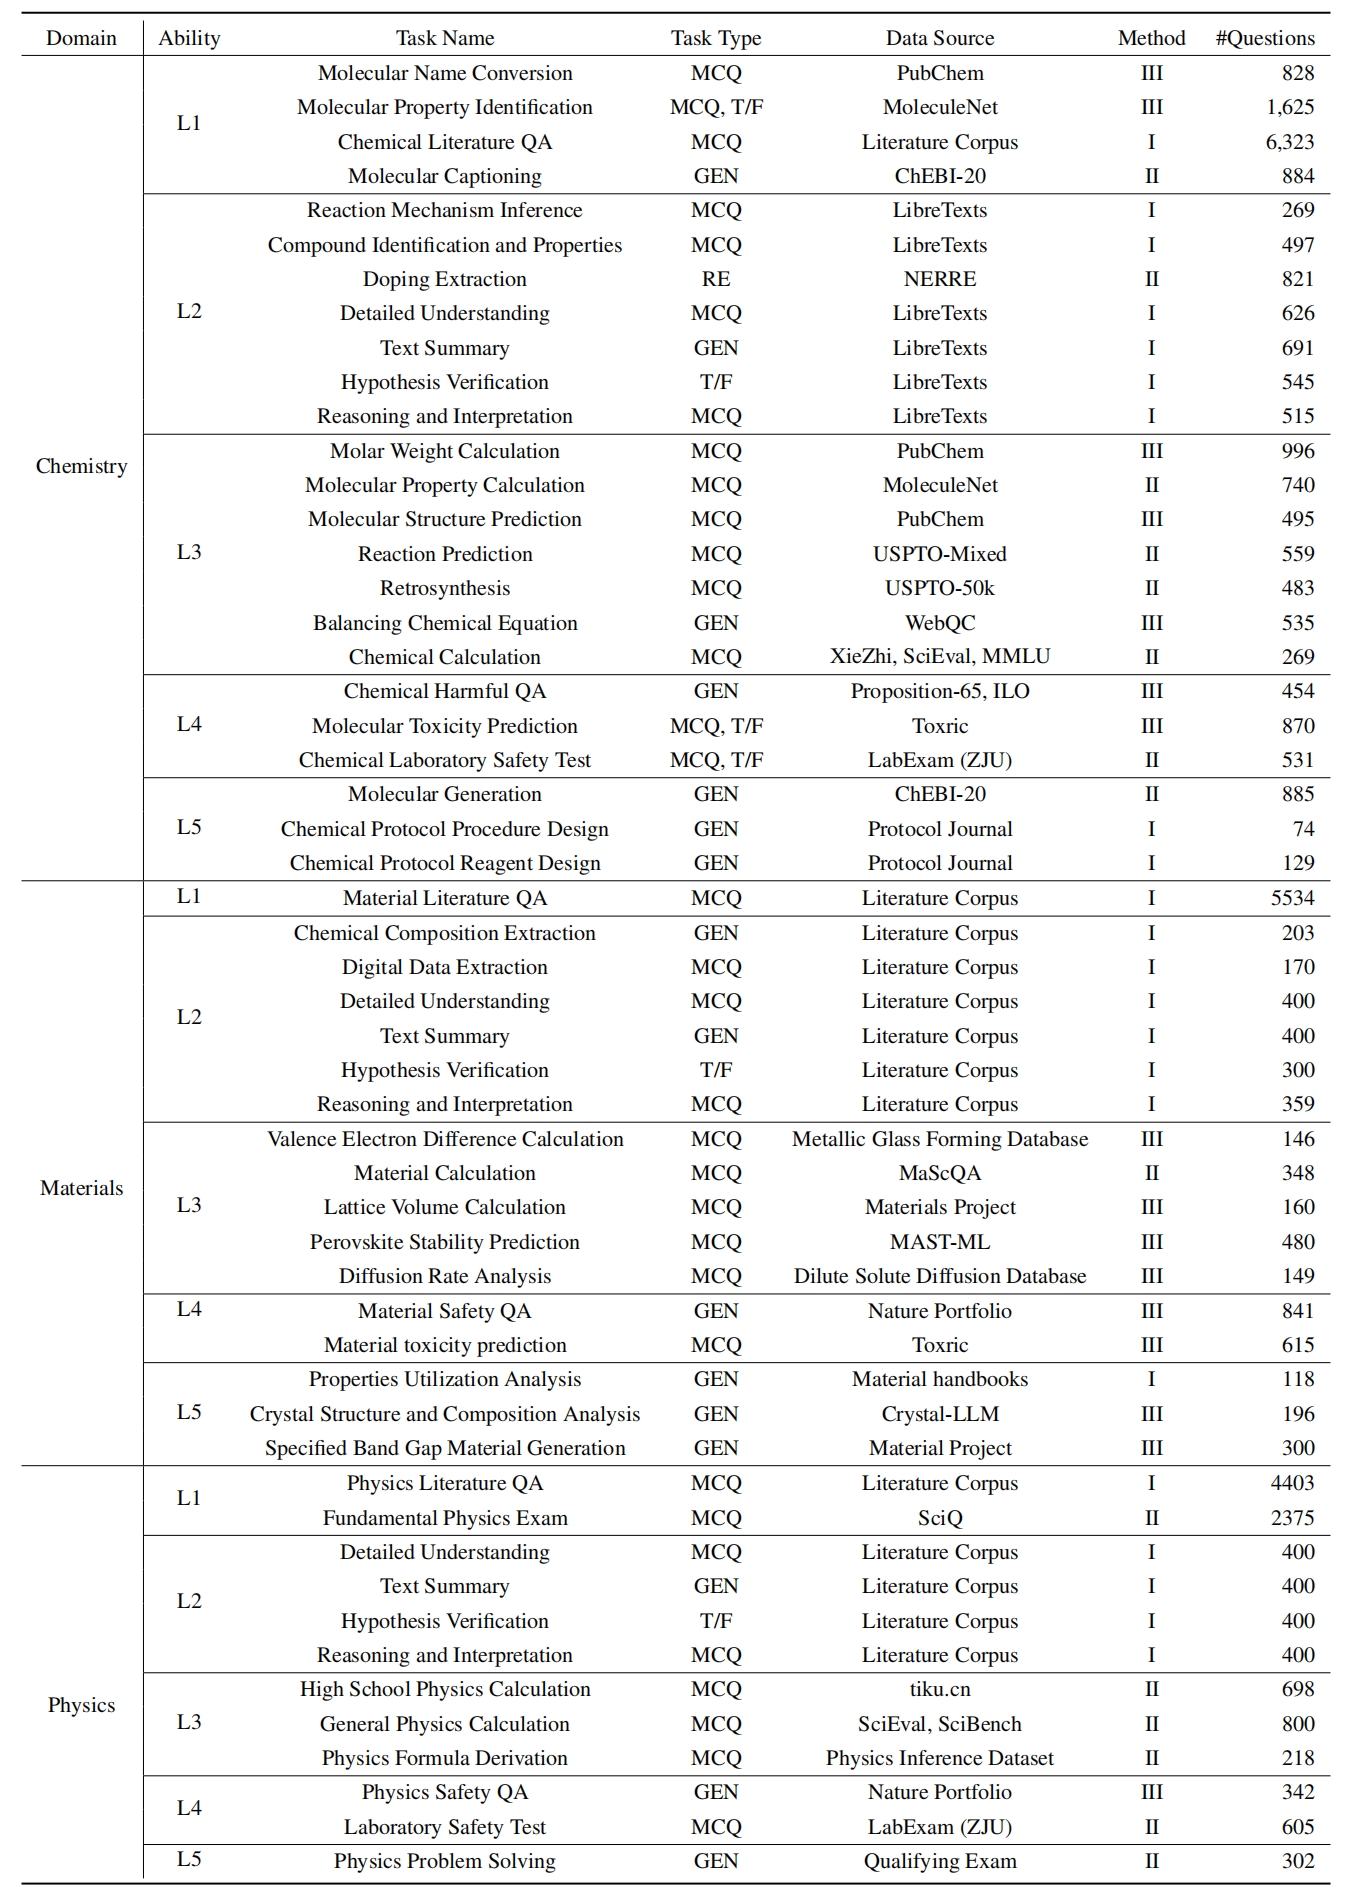 Domain Ability Task Name Task Type Data Source Method #Questions
Molecular Name Conversion MCQ PubChem III 828
Molecular Property Identification MCQ, T/F MoleculeNet III 1,625
L1
Chemical Literature QA MCQ Literature Corpus I 6,323
Molecular Captioning GEN ChEBI-20 II 884
Reaction Mechanism Inference MCQ LibreTexts I 269
Compound Identification and Properties MCQ LibreTexts I 497
Doping Extraction RE NERRE II 821
L2 Detailed Understanding MCQ LibreTexts I 626
Text Summary GEN LibreTexts I 691
Hypothesis Verification T/F LibreTexts I 545
Reasoning and Interpretation MCQ LibreTexts I 515
Molar Weight Calculation MCQ PubChem III 996
Chemistry
Molecular Property Calculation MCQ MoleculeNet II 740
Molecular Structure Prediction MCQ PubChem III 495
L3 Reaction Prediction MCQ USPTO-Mixed II 559
Retrosynthesis MCQ USPTO-50k II 483
Balancing Chemical Equation GEN WebQC III 535
Chemical Calculation MCQ XieZhi, SciEval, MMLU II 269
Chemical Harmful QA GEN Proposition-65, ILO III 454
L4 Molecular Toxicity Prediction MCQ, T/F Toxric III 870
Chemical Laboratory Safety Test MCQ, T/F LabExam (ZJU) II 531
Molecular Generation GEN ChEBI-20 II 885
L5 Chemical Protocol Procedure Design GEN Protocol Journal I 74
Chemical Protocol Reagent Design GEN Protocol Journal I 129
L1 Material Literature QA MCQ Literature Corpus I 5534
Chemical Composition Extraction GEN Literature Corpus I 203
Digital Data Extraction MCQ Literature Corpus I 170
Detailed Understanding MCQ Literature Corpus I 400
L2
Text Summary GEN Literature Corpus I 400
Hypothesis Verification T/F Literature Corpus I 300
Reasoning and Interpretation MCQ Literature Corpus I 359
Valence Electron Difference Calculation MCQ Metallic Glass Forming Database III 146
Material Calculation MCQ MaScQA II 348
Materials
L3 Lattice Volume Calculation MCQ Materials Project III 160
Perovskite Stability Prediction MCQ MAST-ML III 480
Diffusion Rate Analysis MCQ Dilute Solute Diffusion Database III 149
L4 Material Safety QA GEN Nature Portfolio III 841
Material toxicity prediction MCQ Toxric III 615
Properties Utilization Analysis GEN Material handbooks I 118
L5 Crystal Structure and Composition Analysis GEN Crystal-LLM III 196
Specified Band Gap Material Generation GEN Material Project III 300
Physics Literature QA MCQ Literature Corpus I 4403
L1
Fundamental Physics Exam MCQ SciQ II 2375
Detailed Understanding MCQ Literature Corpus I 400
Text Summary GEN Literature Corpus I 400
L2
Hypothesis Verification T/F Literature Corpus I 400
Reasoning and Interpretation MCQ Literature Corpus I 400
High School Physics Calculation MCQ tiku.cn II 698
Physics
L3 General Physics Calculation MCQ SciEval, SciBench II 800
Physics Formula Derivation MCQ Physics Inference Dataset II 218
Physics Safety QA GEN Nature Portfolio III 342
L4
Laboratory Safety Test MCQ LabExam (ZJU) II 605
L5 Physics Problem Solving GEN Qualifying Exam II 302